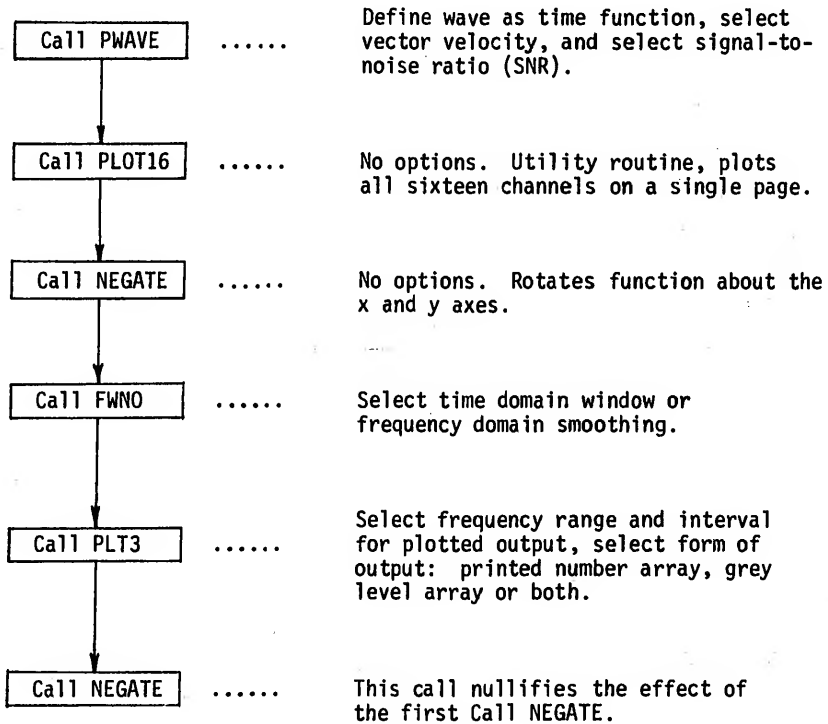 Call PWAVE ...... Define wave as time function, select
vector velocity, and select signal-to-
noise ratio (SNR).
Call PLOT16 ...... No options. Utility routine, plots
all sixteen channels on a single page.
Call NEGATE ...... No options. Rotates function about the
x and y axes.
Call FWNO ...... Select time domain window or
frequency domain smoothing.
Call PLT3 ...... Select frequency range and interval
for plotted output, select form of
output: printed number array, grey
level array or both.
Call NEGATE ...... This call nullifies the effect of
the first Call NEGATE.